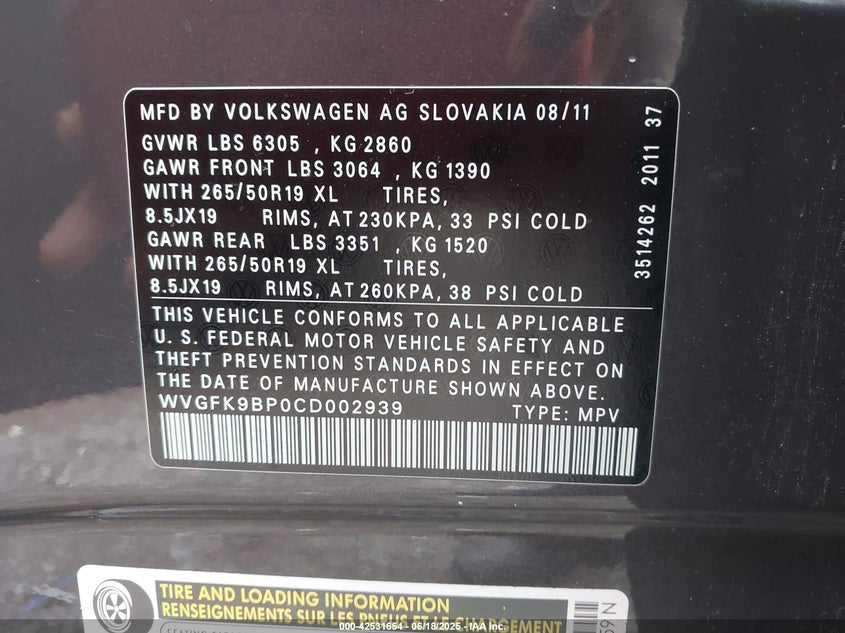 MFD BY VOLKSWAGEN AG SLOVAKIA 08/11
GVWR LBS 6305 , KG 2860
GAWR FRONT LBS 3064 , KG 1390
WITH 265/50R19 XL TIRES,
8.5JX19 RIMS, AT 230KPA, 33 PSI COLD
GAWR REAR LBS 3351 , KG 1520
WITH 265/50R19 XL TIRES,
8.5JX19 RIMS, AT 260KPA, 38 PSI COLD
THIS VEHICLE CONFORMS TO ALL APPLICABLE
U. S. FEDERAL MOTOR VEHICLE SAFETY AND
THEFT PREVENTION STANDARDS IN EFFECT ON
THE DATE OF MANUFACTURE SHOWN ABOVE.
WVGFK9BP0CD002939 TYPE: MPV
3514262 2011 37
TIRE AND LOADING INFORMATION
RENSEIGNEMENTS SUR LES PNEUS ET LE CHARGEMENT
000-42531654 - 06/18/2025 - IAA Inc.